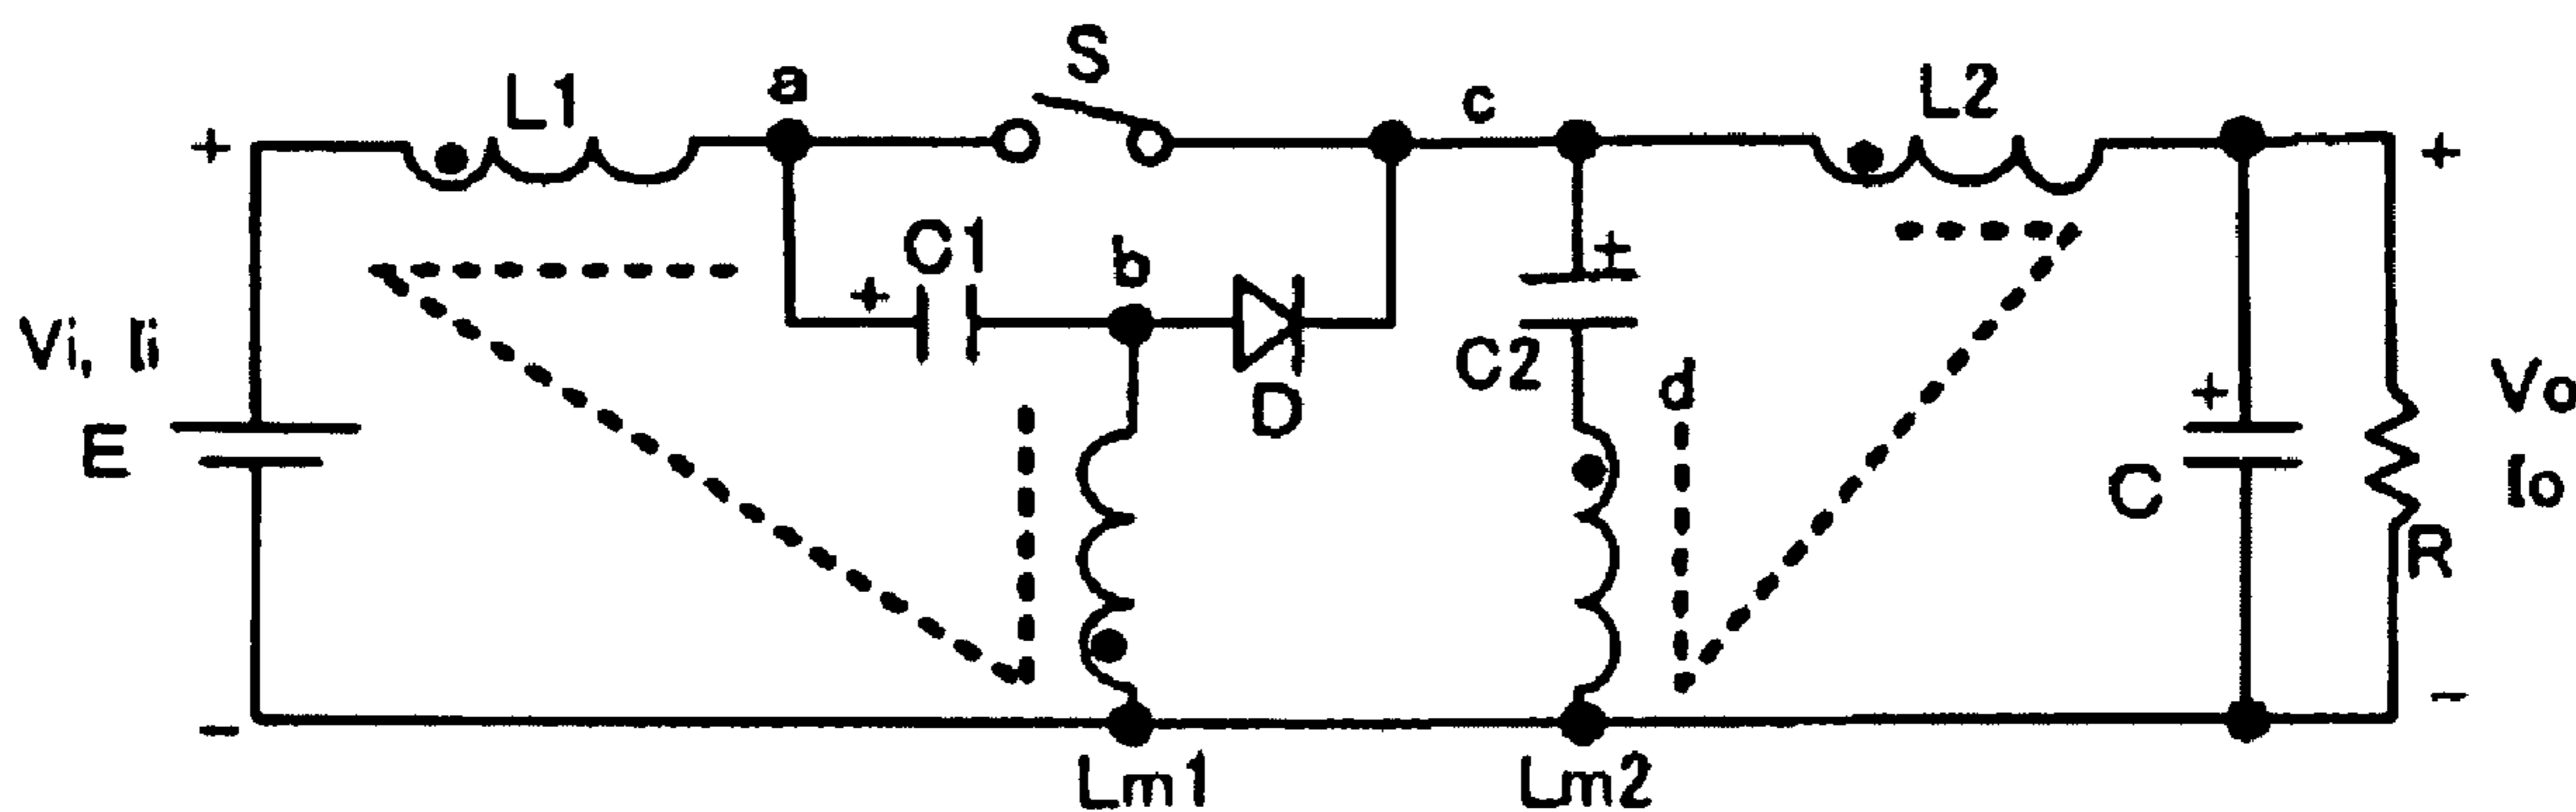 S
L1
a
c
L2
+
+
C1
b
+
+
Vi, Ii
C2
d
+
Vo
E
D
C
Io
R
−
−
Lm1
Lm2